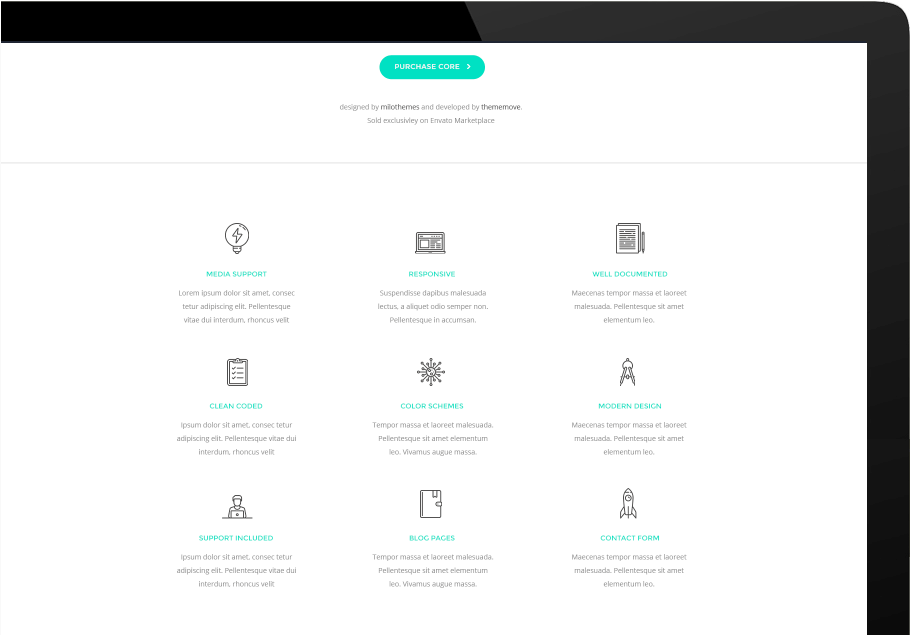 PURCHASE CORE
designed by milothemes and developed by thememove.
Sold exclusivley on Envato Marketplace
MEDIA SUPPORT
Lorem ipsum dolor sit amet, consec
tetur adipiscing elit. Pellentesque
vitae dui interdum, rhoncus velit
RESPONSIVE
Suspendisse dapibus malesuada
lectus, a aliquet odio semper non.
Pellentesque in accumsan.
WELL DOCUMENTED
Maecenas tempor massa et laoreet
malesuada. Pellentesque sit amet
elementum leo.
CLEAN CODED
Ipsum dolor sit amet, consec tetur
adipiscing elit. Pellentesque vitae dui
interdum, rhoncus velit
COLOR SCHEMES
Tempor massa et laoreet malesuada.
Pellentesque sit amet elementum
leo. Vivamus augue massa.
MODERN DESIGN
Maecenas tempor massa et laoreet
malesuada. Pellentesque sit amet
elementum leo.
SUPPORT INCLUDED
Ipsum dolor sit amet, consec tetur
adipiscing elit. Pellentesque vitae dui
interdum, rhoncus velit
BLOG PAGES
Tempor massa et laoreet malesuada.
Pellentesque sit amet elementum
leo. Vivamus augue massa.
CONTACT FORM
Maecenas tempor massa et laoreet
malesuada. Pellentesque sit amet
elementum leo.